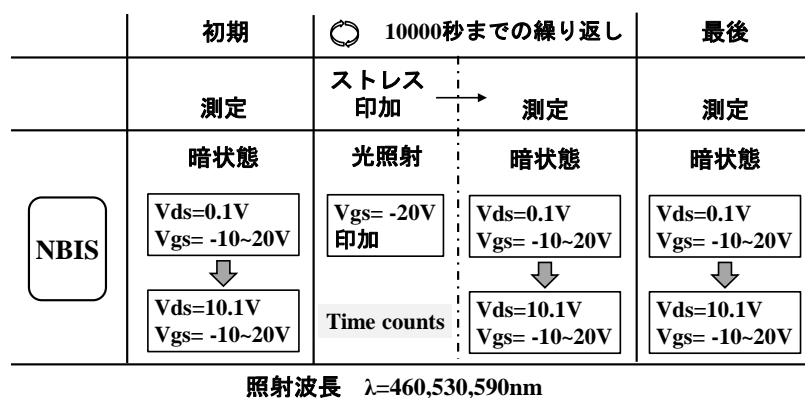 初期
10000秒までの繰り返し
最後
測定
ストレス
印加
測定
測定
NBIS
暗状態
Vds=0.1V
Vgs= -10~20V
Vds=10.1V
Vgs= -10~20V
光照射
Vgs= -20V
印加
Time counts
暗状態
Vds=0.1V
Vgs= -10~20V
Vds=10.1V
Vgs= -10~20V
暗状態
Vds=0.1V
Vgs= -10~20V
Vds=10.1V
Vgs= -10~20V
照射波長 λ=460,530,590nm